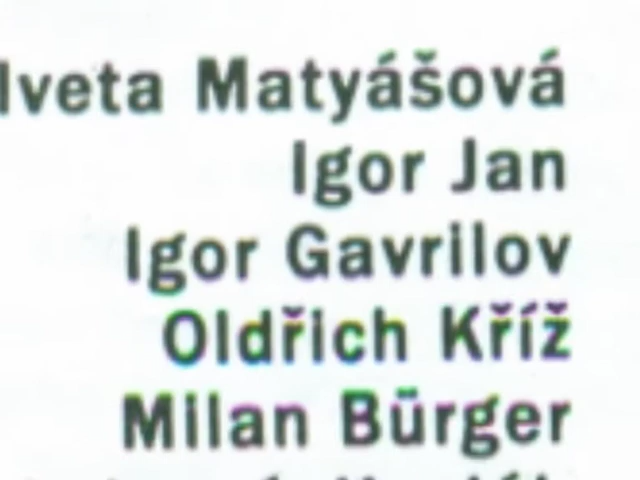 Iveta Matyášová
Igor Jan
Igor Gavrilov
Oldřich Kříž
Milan Bürger